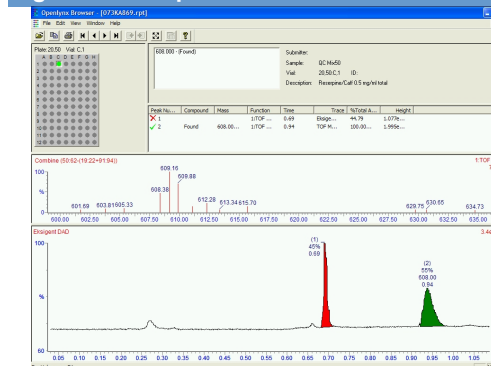 Openlynx Browser - [073KA869.rpt]
File Edit View Window Help
Plate: 20,50 Vial: C,1
A B C D E F G H
1
2
3
4
5
6
7
8
9
10
11
12
608.000 - (Found)
Submitter:
Sample: QC Mix50
Vial: 20,50:C,1 ID:
Description: Reserpine/Caff 0.5 mg/ml total
Peak Nu... Compound Mass Function Time Trace %Total A... Height
1 1:TOF ... 0.69 Eksige... 44.79 1.077e...
2 Found 608.00... 1:TOF ... 0.94 TOF M... 100.00... 1.995e...
Combine (50:62-(19:22+91:94))
1:TOF
100
%
0
601.69
603.81
605.33
608.38
609.16
609.88
612.28
613.34
615.70
629.75
630.65
634.73
600.00 602.50 605.00 607.50 610.00 612.50 615.00 617.50 620.00 622.50 625.00 627.50 630.00 632.50 635.00
Ensigent DAD
3.4e
100
%
60
(1)
45%
0.69
(2)
55%
608.00
0.94
0.05 0.10 0.15 0.20 0.25 0.30 0.35 0.40 0.45 0.50 0.55 0.60 0.65 0.70 0.75 0.80 0.85 0.90 0.95 1.00 1.05